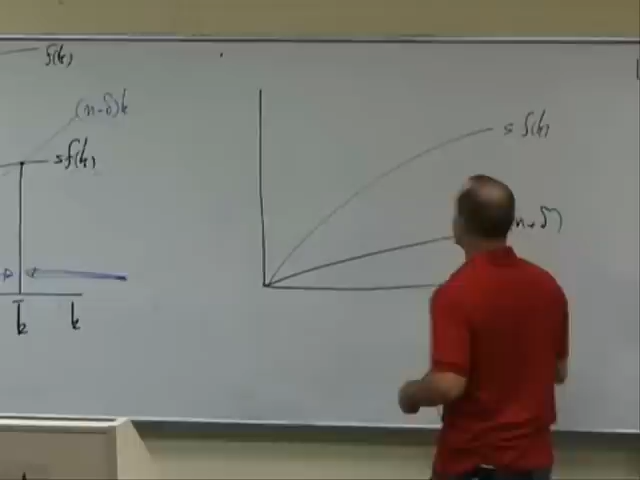 f(k)
(n-δ)k
sf(k)
k̄
k
s f(k)
n+δ)